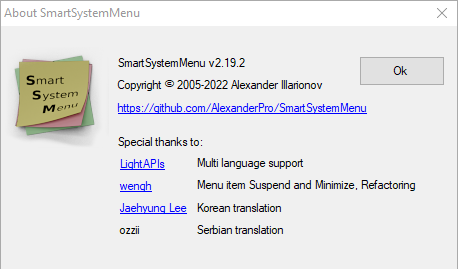 About SmartSystemMenu
Smart
System
Menu
SmartSystemMenu v2.19.2
Copyright © 2005-2022 Alexander Illarionov
https://github.com/AlexanderPro/SmartSystemMenu
Ok
Special thanks to:
LightAPIs Multi language support
wengh Menu item Suspend and Minimize, Refactoring
Jaehyung Lee Korean translation
ozzii Serbian translation